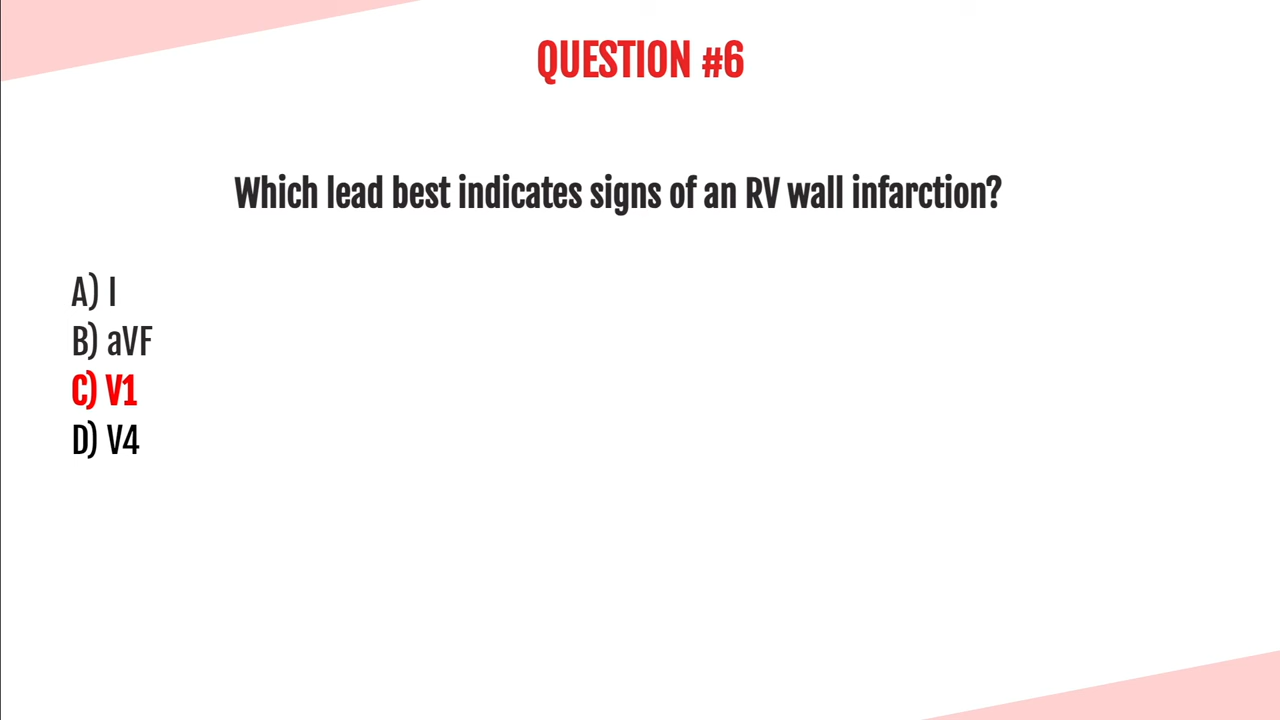 QUESTION #6
Which lead best indicates signs of an RV wall infarction?
A) I
B) aVF
C) V1
D) V4